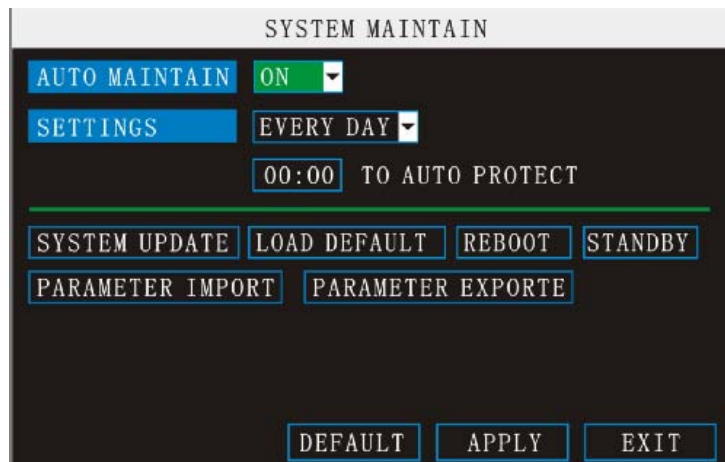 SYSTEM MAINTAIN
AUTO MAINTAIN ON
SETTINGS EVERY DAY
00:00 TO AUTO PROTECT
SYSTEM UPDATE LOAD DEFAULT REBOOT STANDBY
PARAMETER IMPORT PARAMETER EXPORTE
DEFAULT APPLY EXIT